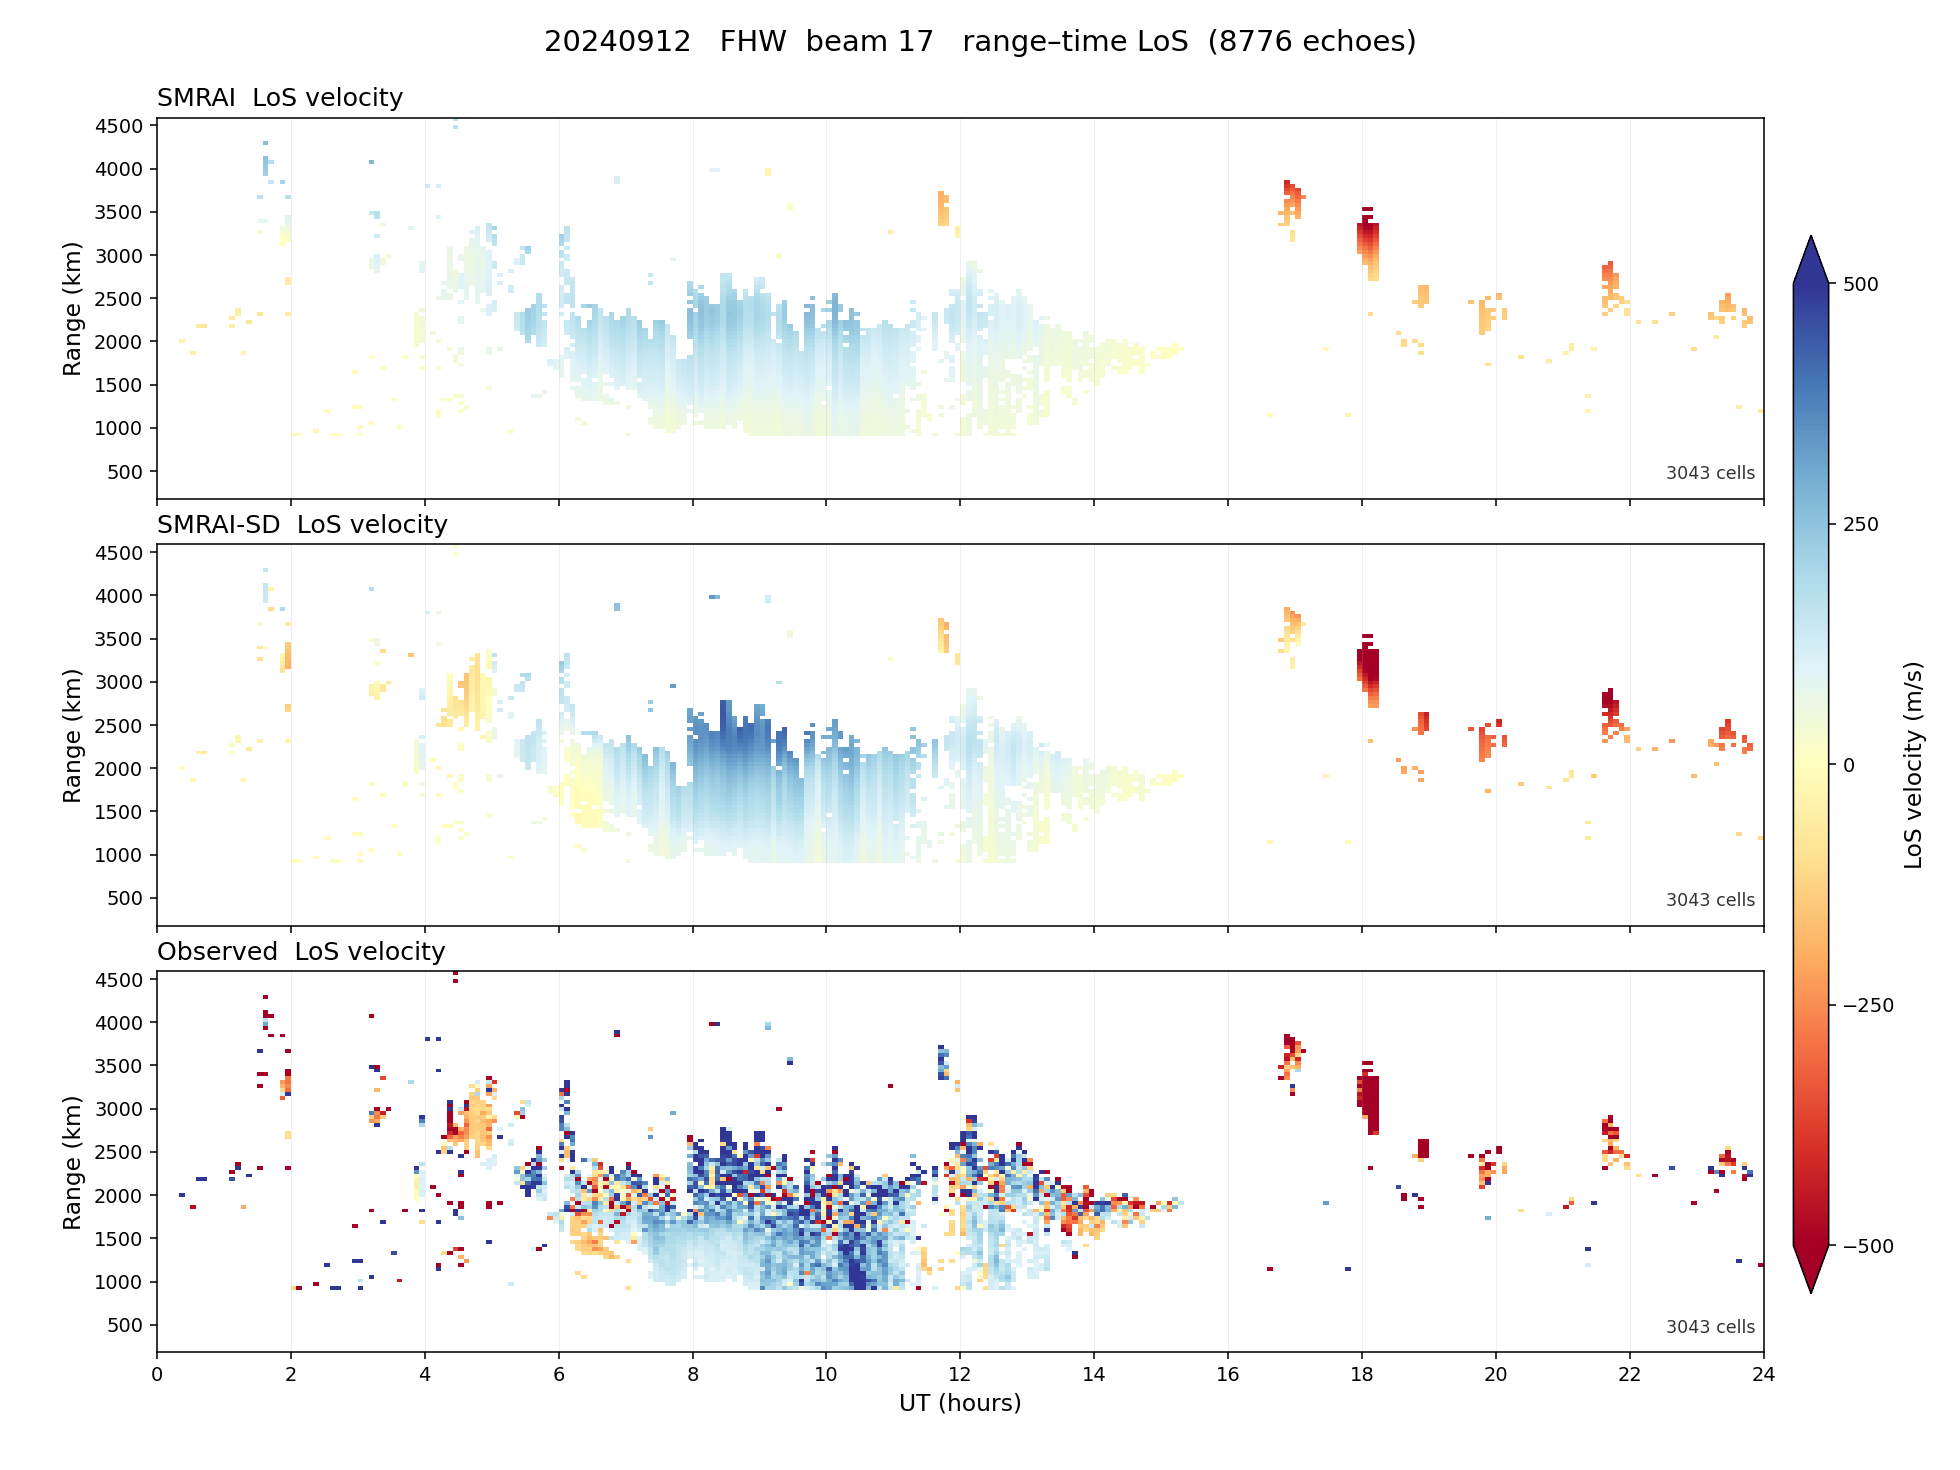 20240912   FHW  beam 17   range–time LoS  (8776 echoes)
SMRAI  LoS velocity
4500
4000
3500
3000
2500
2000
1500
1000
500
Range (km)
3043 cells
SMRAI-SD  LoS velocity
4500
4000
3500
3000
2500
2000
1500
1000
500
Range (km)
3043 cells
Observed  LoS velocity
4500
4000
3500
3000
2500
2000
1500
1000
500
Range (km)
3043 cells
0 2 4 6 8 10 12 14 16 18 20 22 24
UT (hours)
500
250
0
−250
−500
LoS velocity (m/s)